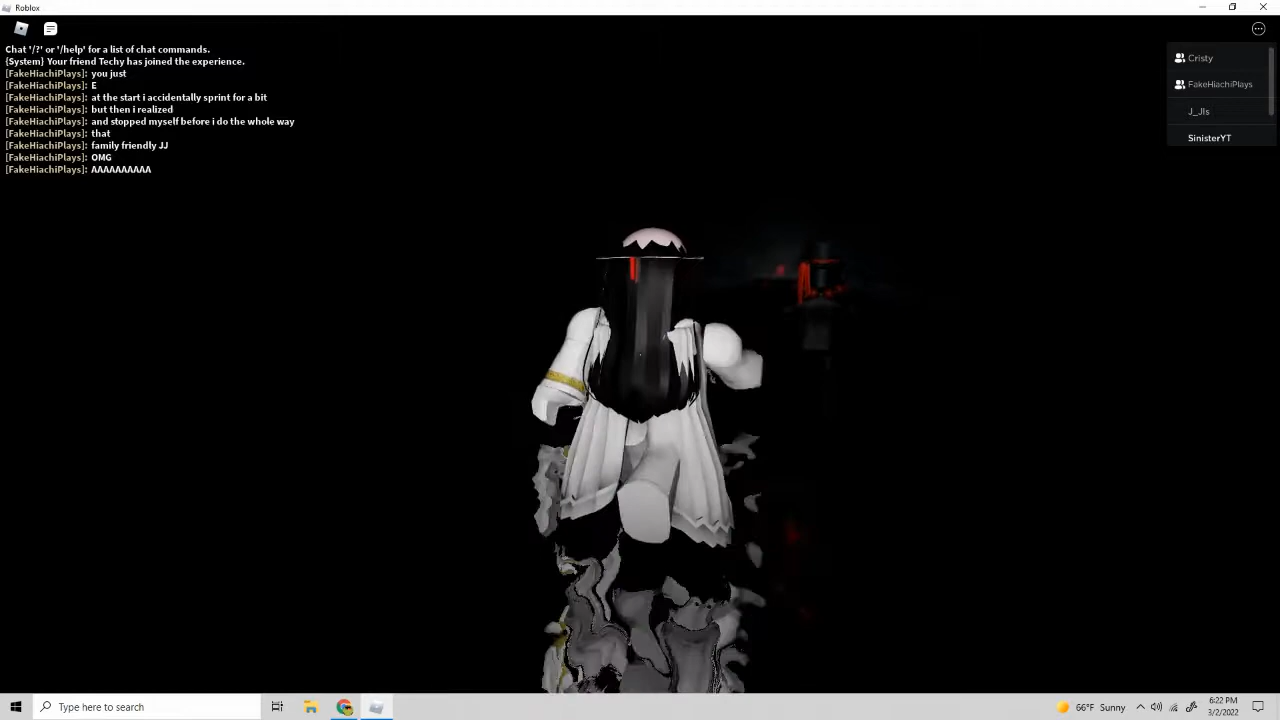 Roblox
Chat '/?' or '/help' for a list of chat commands.
{System} Your friend Techy has joined the experience.
[FakeHiachiPlays]: you just
[FakeHiachiPlays]: E
[FakeHiachiPlays]: at the start i accidentally sprint for a bit
[FakeHiachiPlays]: but then i realized
[FakeHiachiPlays]: and stopped myself before i do the whole way
[FakeHiachiPlays]: that
[FakeHiachiPlays]: family friendly JJ
[FakeHiachiPlays]: OMG
[FakeHiachiPlays]: AAAAAAAAAA
Cristy
FakeHiachiPlays
J_JIs
SinisterYT
Type here to search
66°F Sunny
6:22 PM
3/2/2022